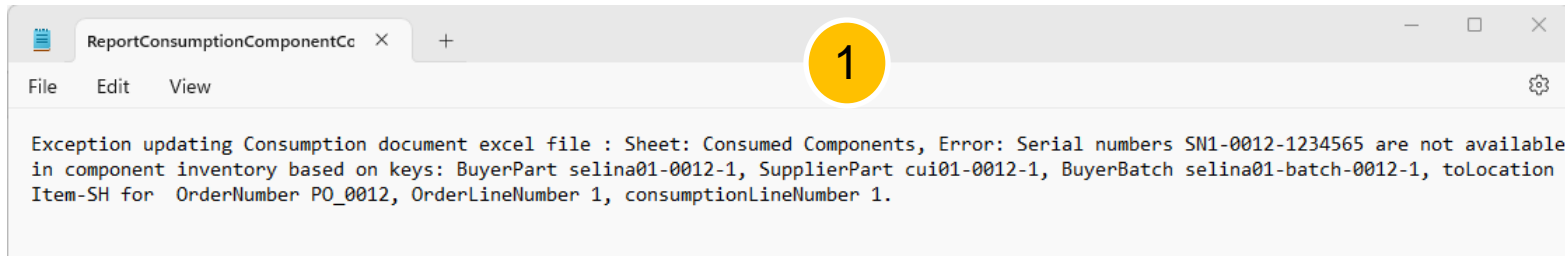 ReportConsumptionComponentCc
1
File Edit View
Exception updating Consumption document excel file : Sheet: Consumed Components, Error: Serial numbers SN1-0012-1234565 are not available
in component inventory based on keys: BuyerPart selina01-0012-1, SupplierPart cui01-0012-1, BuyerBatch selina01-batch-0012-1, toLocation
Item-SH for  OrderNumber PO_0012, OrderLineNumber 1, consumptionLineNumber 1.